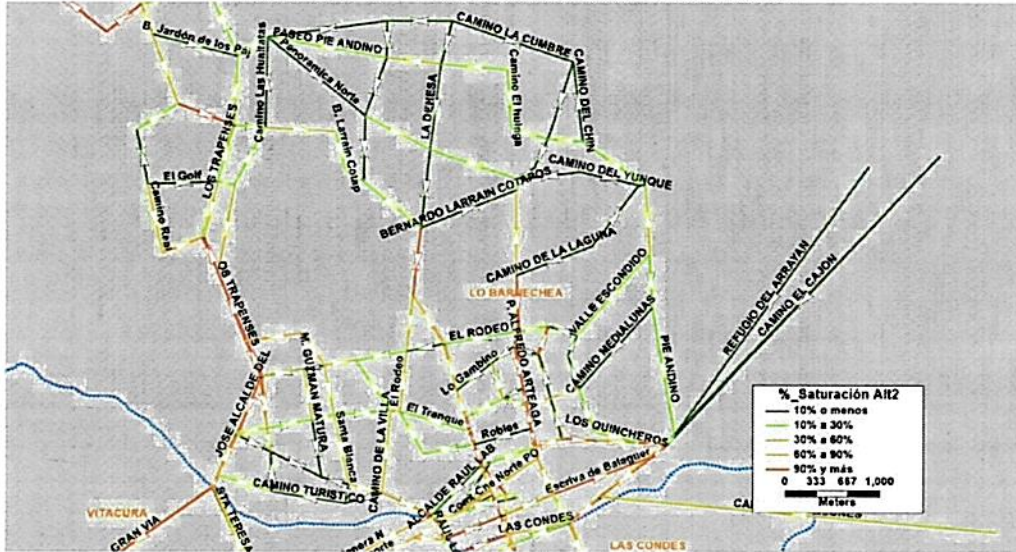 CAMINO LA CUMBRE
B. Jardón de los Páj
PASEO PIE ANDINO
Panoramica Norte
Camino Las Hualtatas
LA DEHESA
Camino El huinga
CAMINO DEL CHIN
B. Larrain Cotap
LOS TRAPENSES
El Golf
Camino Real
CAMINO DEL YUNQUE
BERNARDO LARRAIN COTAPOS
CAMINO DE LA LAGUNA
REFUGIO DEL ARRAYAN
CAMINO EL CAJON
OS TRAPENSES
LO BARNECHEA
VALLE ESCONDIDO
P. ALFREDO ARTEAGA
EL RODEO
CAMINO MEDIALUNAS
PIE ANDINO
M. GUZMAN MATURA
Lo Gambino
El Rodeo
JOSE ALCALDE DEL
El Tranque
Santa Blanca
CAMINO DE LA VILLA
Robles
LOS QUINCHEROS
ALCALDE RAUL LAB
Escriva de Balaguer
CAMINO TURISTICO
VITACURA
GRAN VIA
STA TERESA
RAUL L
LAS CONDES
LAS CONDES
%_Saturación Alt2
10% o menos
10% a 30%
30% a 60%
60% a 90%
90% y más
0 333 667 1,000
Meters